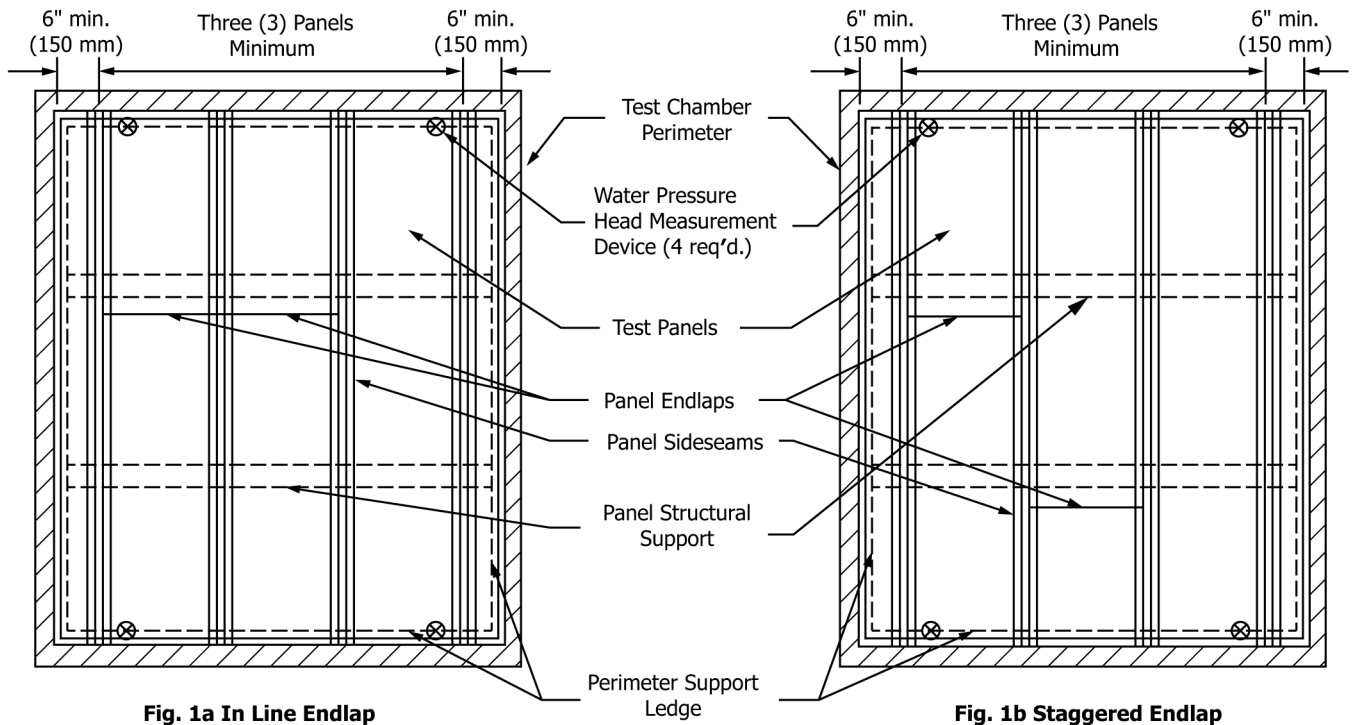 6" min.
(150 mm)
Three (3) Panels
Minimum
6" min.
(150 mm)
6" min.
(150 mm)
Three (3) Panels
Minimum
6" min.
(150 mm)
Test Chamber
Perimeter
Water Pressure
Head Measurement
Device (4 req'd.)
Test Panels
Panel Endlaps
Panel Sideseams
Panel Structural
Support
Perimeter Support
Ledge
Fig. 1a In Line Endlap
Fig. 1b Staggered Endlap